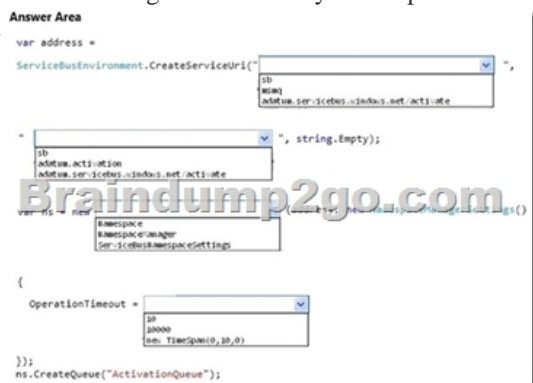 Answer Area
var address =
ServiceBusEnvironment.CreateServiceUri("
",
sb
msmq
adatum.servicebus.windows.net/activate
"
", string.Empty);
sb
adatum.activation
adatum.servicebus.windows.net/activate
Braindump2go.com
var ns = new
Namespace
NamespaceManager
ServiceBusNamespaceSettings
{
OperationTimeout =
10
10000
new TimeSpan(0,10,0)
});
ns.CreateQueue("ActivationQueue");